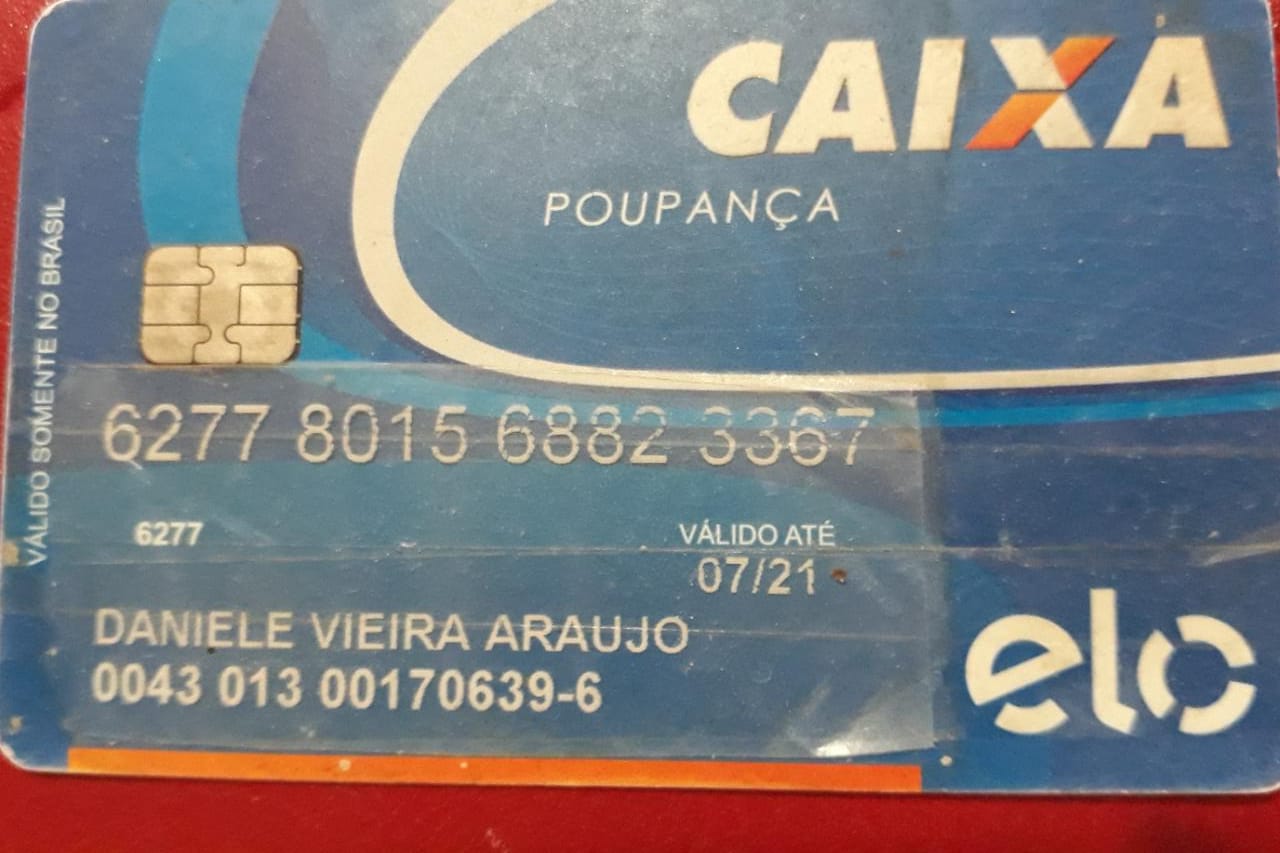 CAIXA
POUPANÇA
VÁLIDO SOMENTE NO BRASIL
6277 8015 6882 3367
6277
VÁLIDO ATÉ
07/21
DANIELE VIEIRA ARAUJO
0043 013 00170639-6
elo